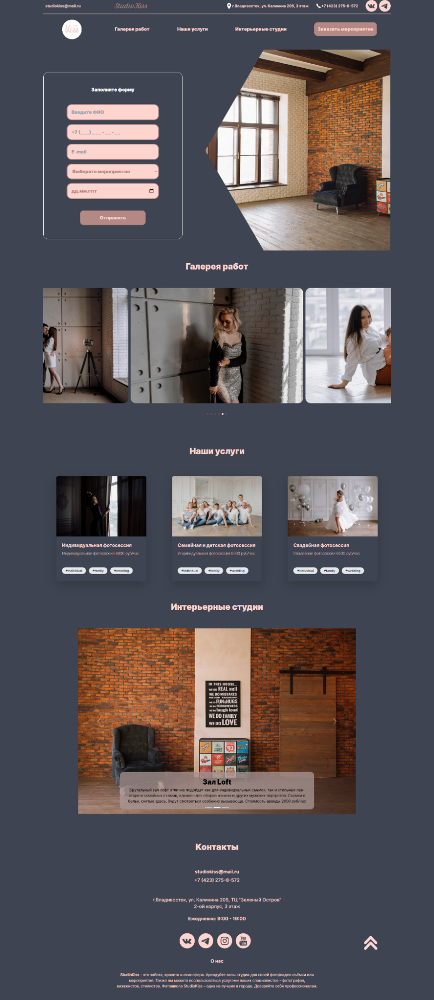 studiokiss@mail.ru
StudioKiss
г.Владивосток, ул. Калинина 205, 3 этаж
+7 (423) 275-8-572
Kiss
Галерея работ
Наши услуги
Интерьерные студии
Заказать мероприятие
Заполните форму
Введите ФИО
+7 (___) ___-__-__
E-mail
Выберите мероприятие
дд.мм.гггг
Отправить
Галерея работ
Наши услуги
Индивидуальная фотосессия
Индивидуальная фотосессия 6900 руб/час
#individual #family #wedding
Семейная и детская фотосессия
Индивидуальная фотосессия 6900 руб/час
#individual #family #wedding
Свадебная фотосессия
Свадебная фотосессия 6500 руб/час
#individual #family #wedding
Интерьерные студии
IN THIS HOUSE...
WE DO REAL well
WE DO MISTAKES
WE DO FUN HUGS
WE DO FORGIVENESS
WE DO laugh loud
WE DO FAMILY
WE DO LOVE
Зал Loft
Брутальный зал лофт отлично подойдет как для индивидуальных съемок, так и стильных лав-
стори и семейных съемок, идеален для сборов жениха и других мужских портретов. Съемки в
белье, снятые здесь, будут смотреться особенно вызывающе. Стоимость аренды 2000 руб/час
Контакты
studiokiss@mail.ru
+7 (423) 275-8-572
г.Владивосток, ул. Калинина 205, ТЦ "Зеленый Остров"
2-ой корпус, 3 этаж
Ежедневно: 9:00 - 19:00
You
Tube
О нас
StudioKiss – это забота, красота и атмосфера. Арендуйте залы студии для своей фото/видео съёмки или
мероприятия. Также вы можете воспользоваться услугами наших специалистов – фотографов,
визажистов, стилистов. Фотошкола StudioKiss – одна из лучших в городе. Доверяйте себя профессионалам.